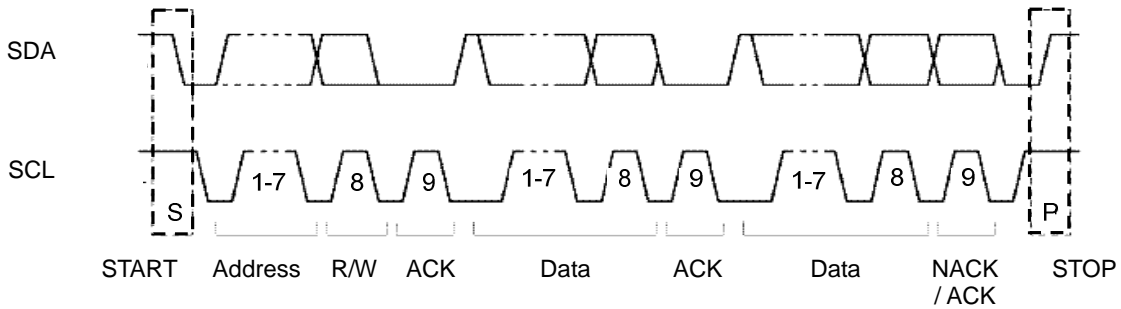 SDA
SCL
1-7 8 9 1-7 8 9 1-7 8 9
S P
START Address R/W ACK Data ACK Data NACK STOP
/ ACK